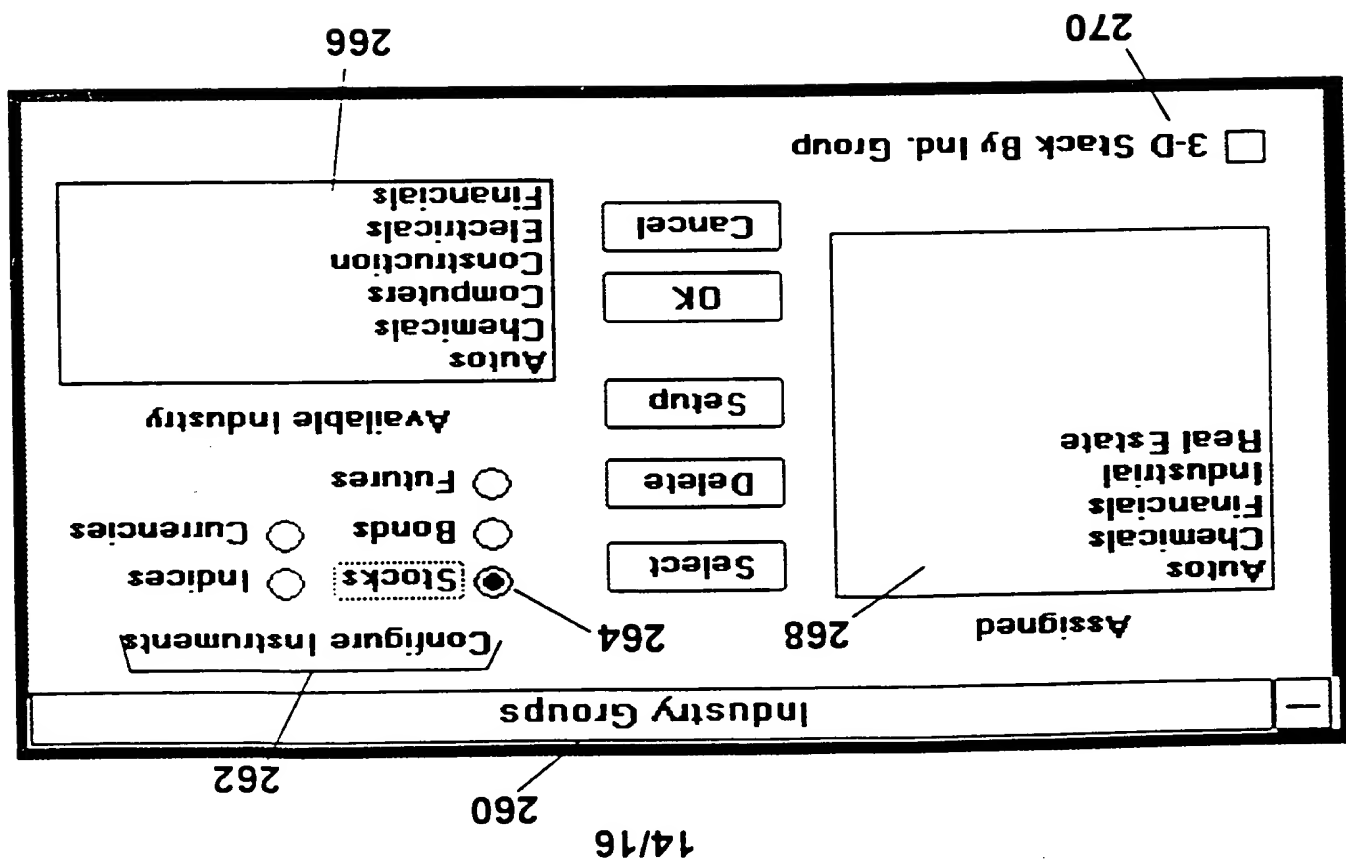 14/16
260
262
Industry Groups
Assigned
268
264
Configure Instruments
Autos
Chemicals
Financials
Industrial
Real Estate
Select
Delete
Setup
OK
Cancel
Stocks
Indices
Bonds
Currencies
Futures
Available Industry
Autos
Chemicals
Computers
Construction
Electricals
Financials
3-D Stack By Ind. Group
270
266